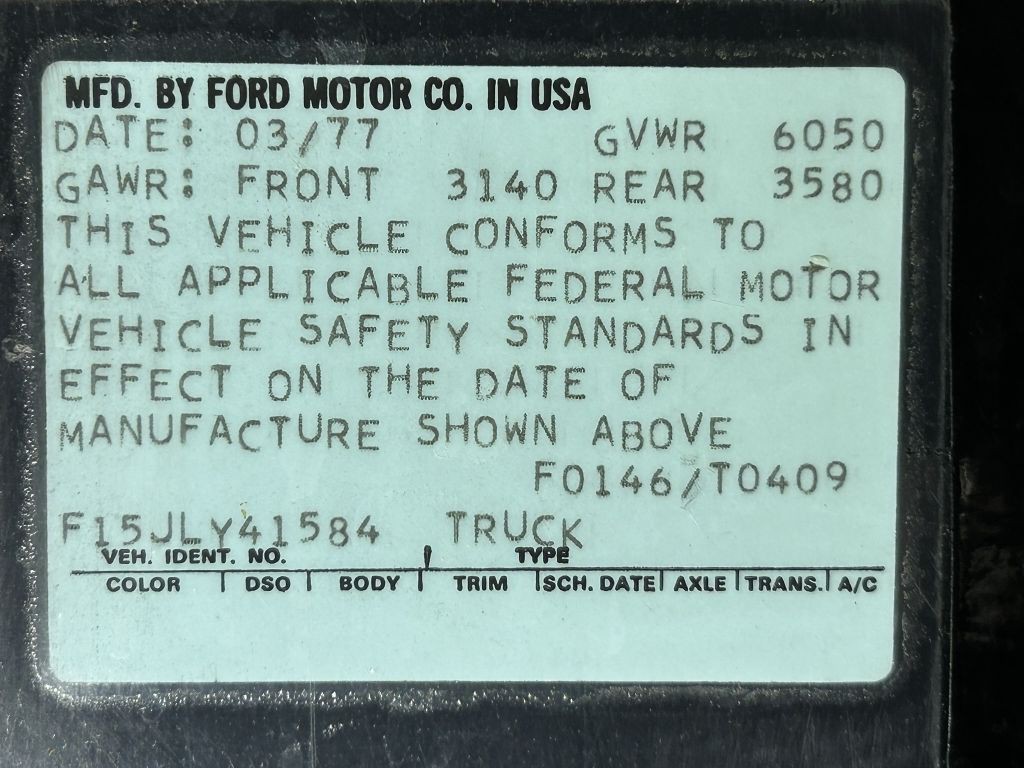 MFD. BY FORD MOTOR CO. IN USA
DATE: 03/77 GVWR 6050
GAWR: FRONT 3140 REAR 3580
THIS VEHICLE CONFORMS TO
ALL APPLICABLE FEDERAL MOTOR
VEHICLE SAFETY STANDARDS IN
EFFECT ON THE DATE OF
MANUFACTURE SHOWN ABOVE
F0146/T0409
F15JLY41584 TRUCK
VEH. IDENT. NO. TYPE
COLOR DSO BODY TRIM SCH. DATE AXLE TRANS. A/C